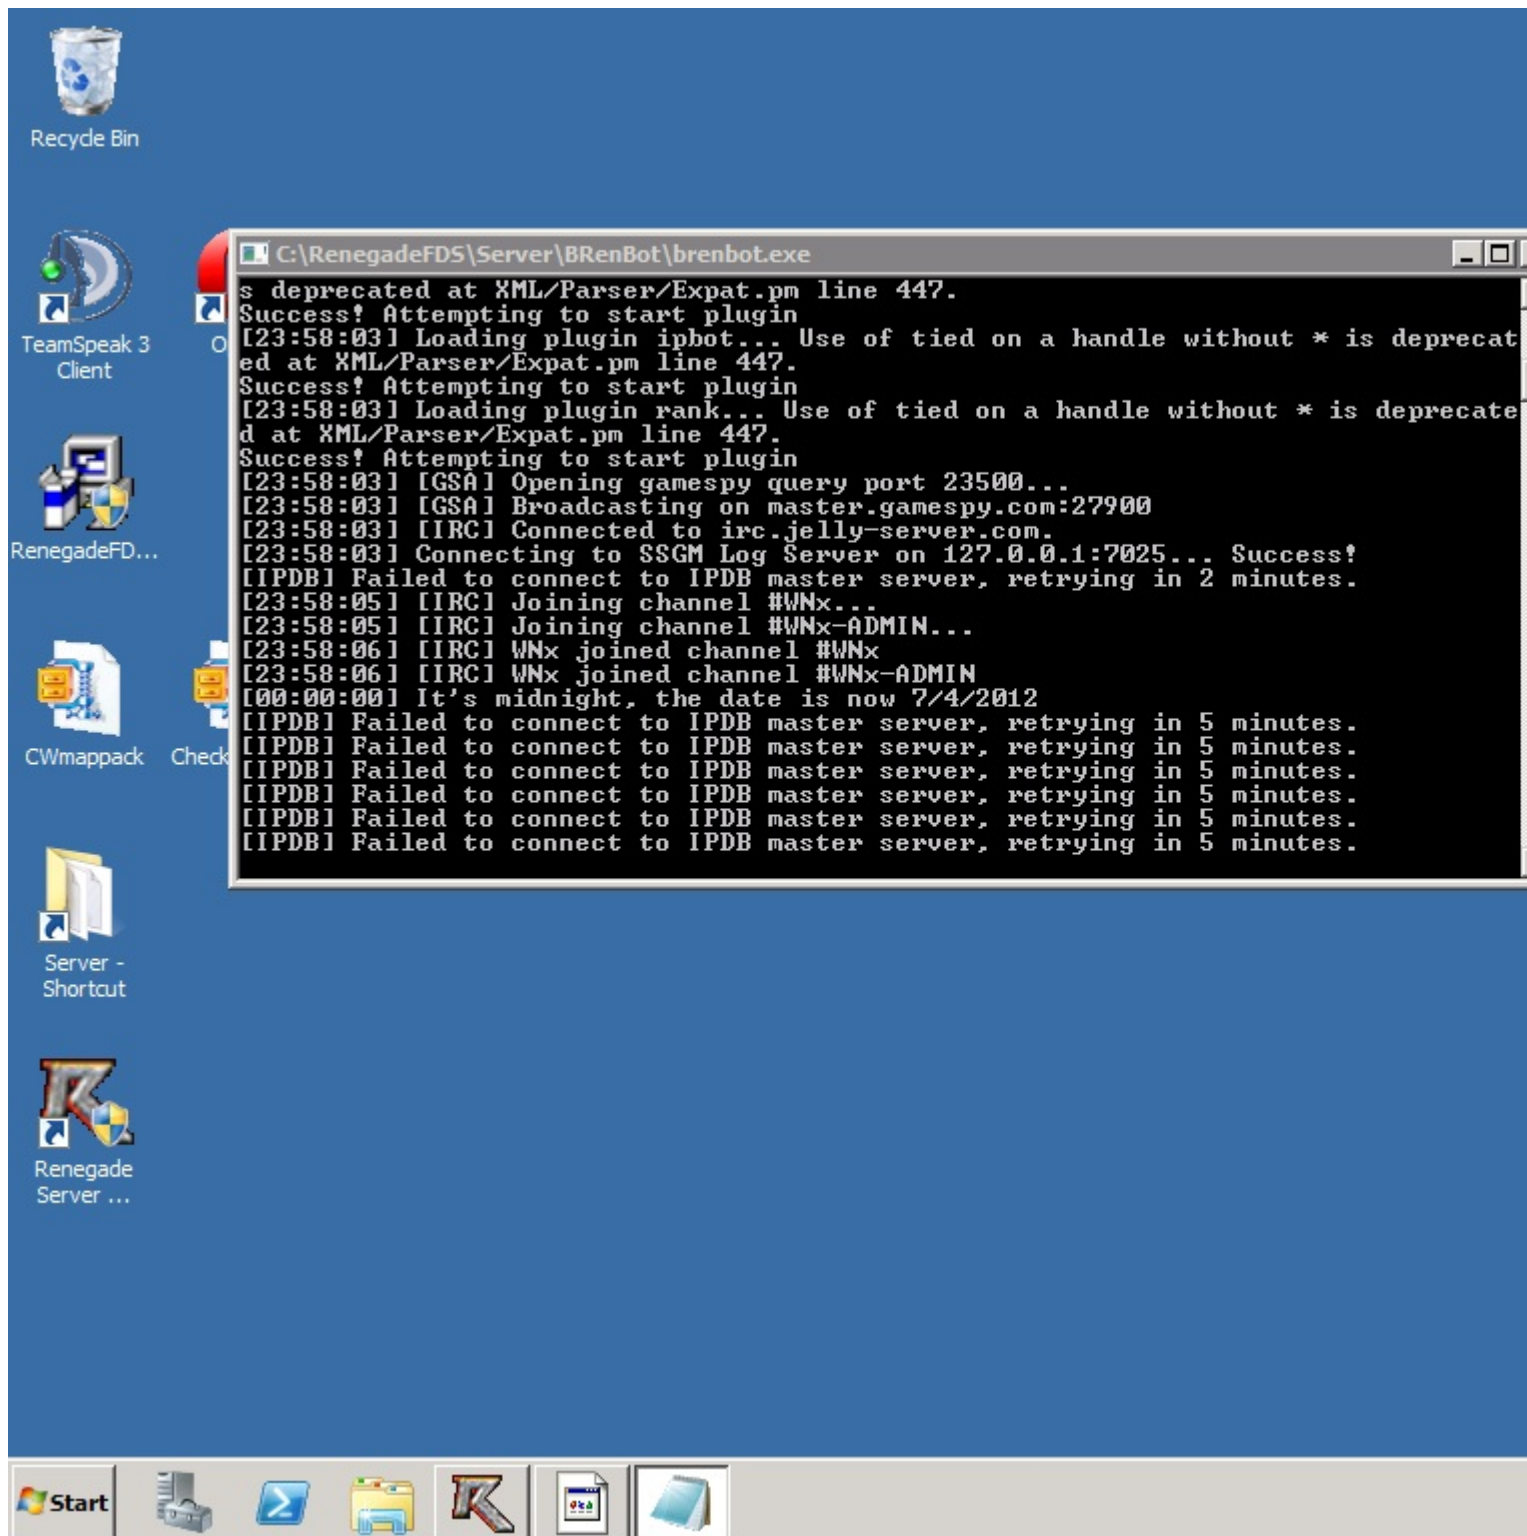 Recycle Bin
TeamSpeak 3
Client
O
RenegadeFD...
CWmappack
Check
Server -
Shortcut
Renegade
Server ...
C:\RenegadeFDS\Server\BRenBot\brenbot.exe
s deprecated at XML/Parser/Expat.pm line 447.
Success! Attempting to start plugin
[23:58:03] Loading plugin ipbot... Use of tied on a handle without * is deprecat
ed at XML/Parser/Expat.pm line 447.
Success! Attempting to start plugin
[23:58:03] Loading plugin rank... Use of tied on a handle without * is deprecate
d at XML/Parser/Expat.pm line 447.
Success! Attempting to start plugin
[23:58:03] [GSA] Opening gamespy query port 23500...
[23:58:03] [GSA] Broadcasting on master.gamespy.com:27900
[23:58:03] [IRC] Connected to irc.jelly-server.com.
[23:58:03] Connecting to SSGM Log Server on 127.0.0.1:7025... Success!
[IPDB] Failed to connect to IPDB master server, retrying in 2 minutes.
[23:58:05] [IRC] Joining channel #WNx...
[23:58:05] [IRC] Joining channel #WNx-ADMIN...
[23:58:06] [IRC] WNx joined channel #WNx
[23:58:06] [IRC] WNx joined channel #WNx-ADMIN
[00:00:00] It's midnight, the date is now 7/4/2012
[IPDB] Failed to connect to IPDB master server, retrying in 5 minutes.
[IPDB] Failed to connect to IPDB master server, retrying in 5 minutes.
[IPDB] Failed to connect to IPDB master server, retrying in 5 minutes.
[IPDB] Failed to connect to IPDB master server, retrying in 5 minutes.
[IPDB] Failed to connect to IPDB master server, retrying in 5 minutes.
[IPDB] Failed to connect to IPDB master server, retrying in 5 minutes.
Start